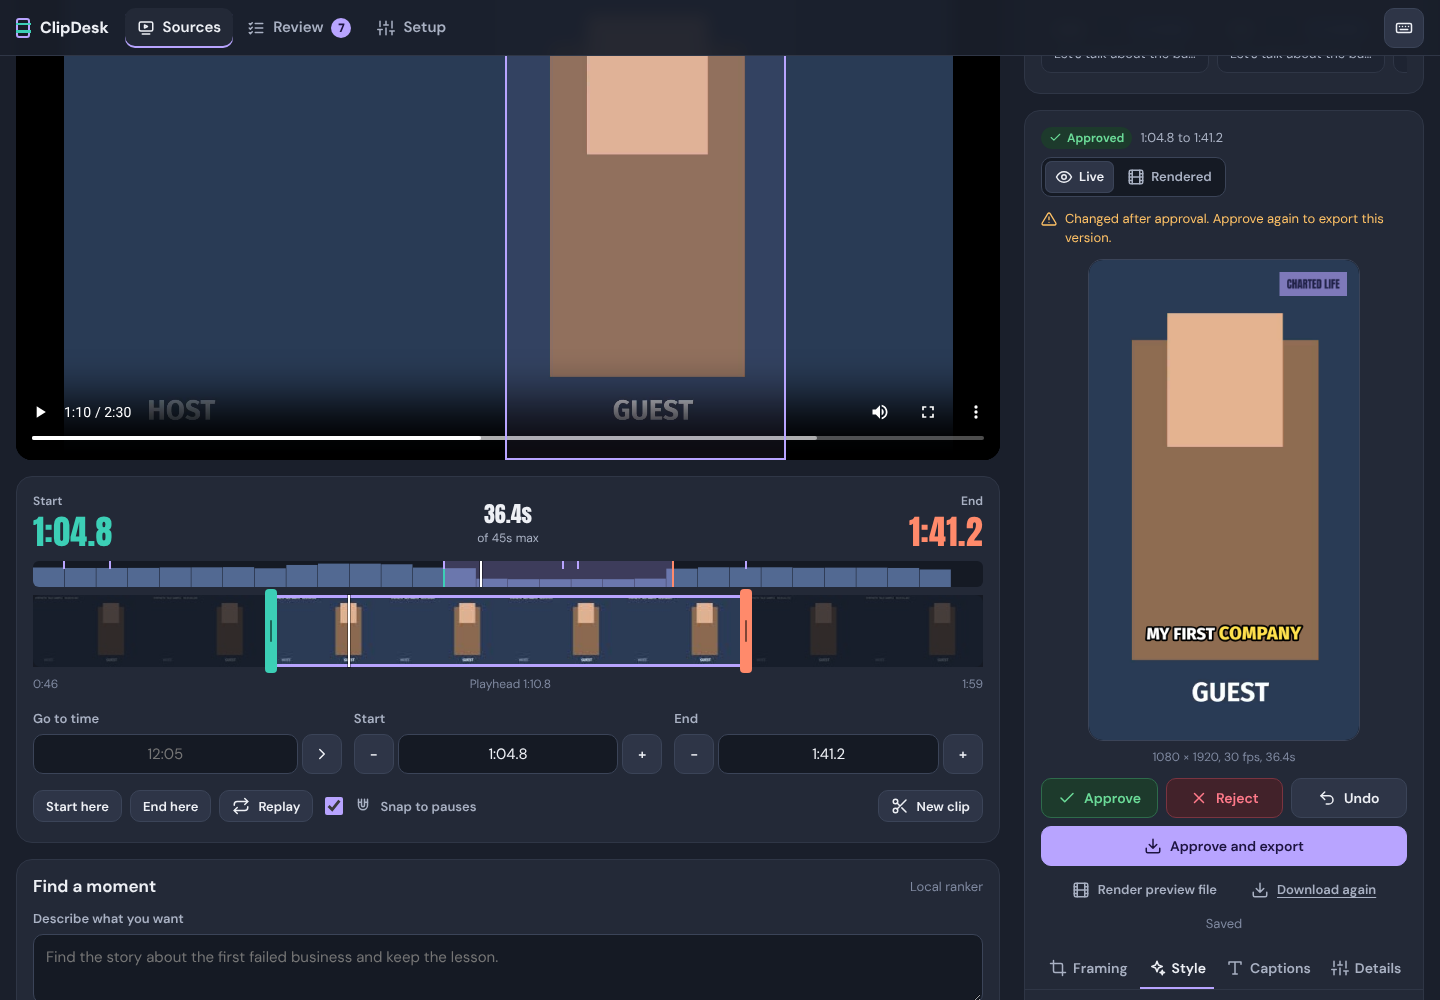 ClipDesk
Sources
Review 7
Setup
HOST
GUEST
1:10 / 2:30
Start
1:04.8
36.4s
of 45s max
End
1:41.2
0:46
Playhead 1:10.8
1:59
Go to time
Start
End
12:05
-
1:04.8
+
-
1:41.2
+
Start here
End here
Replay
Snap to pauses
New clip
Find a moment
Local ranker
Describe what you want
Find the story about the first failed business and keep the lesson.
Approved
1:04.8 to 1:41.2
Live
Rendered
Changed after approval. Approve again to export this
version.
CHARTED LIFE
MY FIRST COMPANY
GUEST
1080 × 1920, 30 fps, 36.4s
Approve
Reject
Undo
Approve and export
Render preview file
Download again
Saved
Framing
Style
Captions
Details